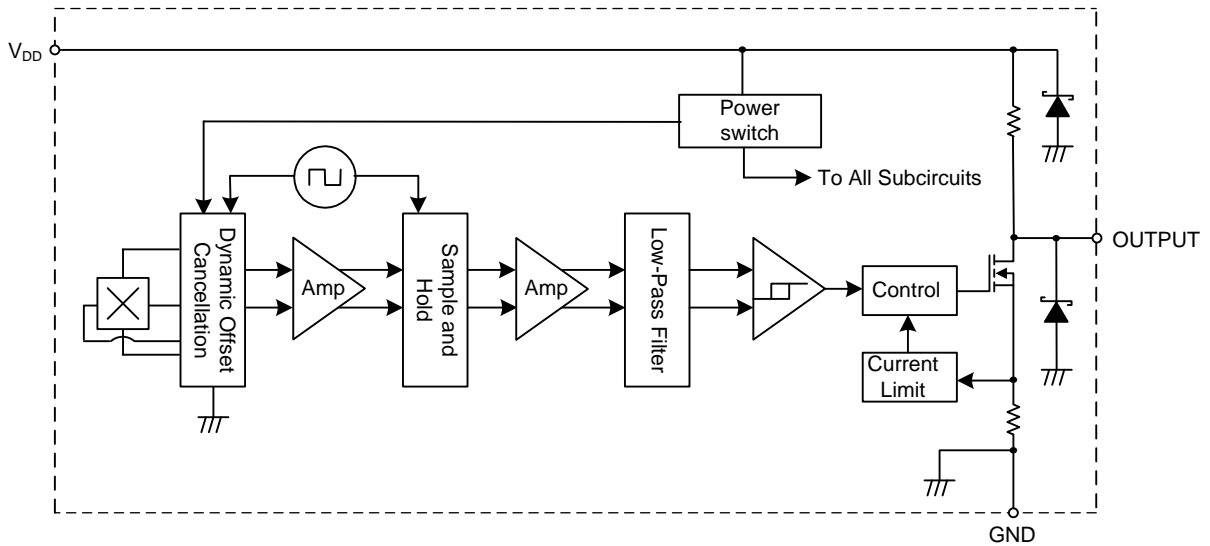 VDD
Power
switch
To All Subcircuits
OUTPUT
Dynamic Offset
Cancellation
Amp
Sample and
Hold
Amp
Low-Pass Filter
Control
Current
Limit
GND